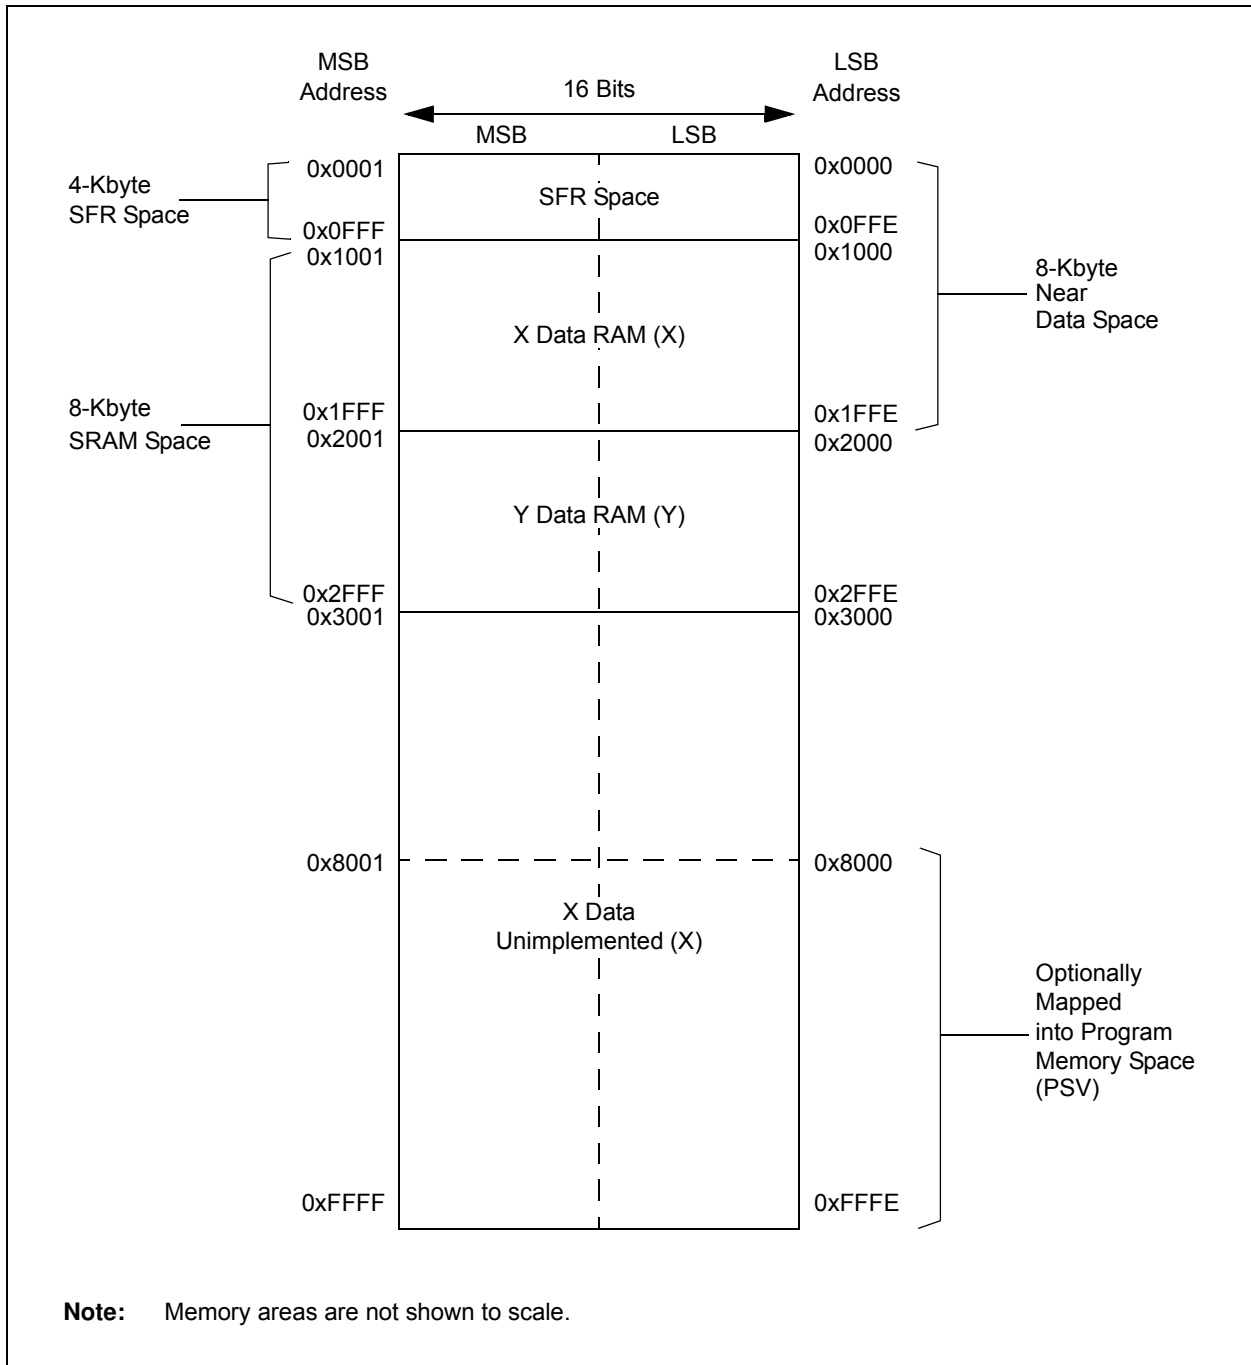 MSB
Address
16 Bits
LSB
Address
MSB
LSB
4-Kbyte
SFR Space
0x0001
0x0FFF
0x1001
SFR Space
0x0000
0x0FFE
0x1000
8-Kbyte
Near
Data Space
X Data RAM (X)
8-Kbyte
SRAM Space
0x1FFF
0x2001
0x1FFE
0x2000
Y Data RAM (Y)
0x2FFF
0x3001
0x2FFE
0x3000
0x8001
0x8000
X Data
Unimplemented (X)
Optionally
Mapped
into Program
Memory Space
(PSV)
0xFFFF
0xFFFE
Note: Memory areas are not shown to scale.